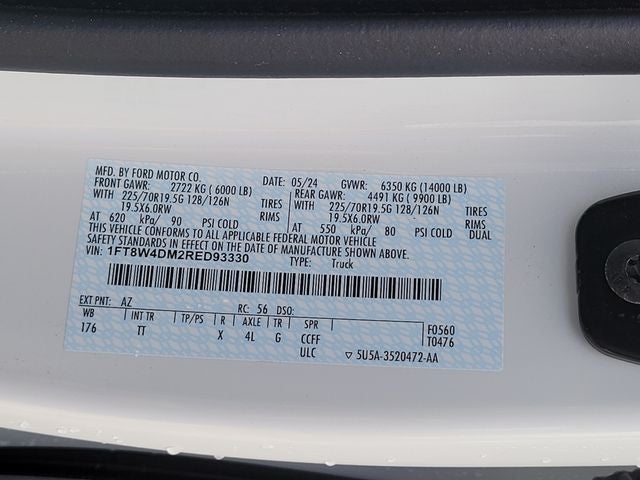 MFD. BY FORD MOTOR CO. DATE: 05/24 GVWR: 6350 KG (14000 LB)
FRONT GAWR: 2722 KG (6000 LB) REAR GAWR: 4491 KG (9900 LB)
WITH 225/70R19.5G 128/126N TIRES WITH 225/70R19.5G 128/126N TIRES
19.5X6.0RW RIMS 19.5X6.0RW RIMS
AT 620 kPa/ 90 PSI COLD AT 550 kPa/ 80 PSI COLD DUAL
THIS VEHICLE CONFORMS TO ALL APPLICABLE FEDERAL MOTOR VEHICLE
SAFETY STANDARDS IN EFFECT ON THE DATE OF MANUFACTURE SHOWN ABOVE.
VIN: 1FT8W4DM2RED93330 TYPE: Truck
EXT PNT: AZ RC: 56 DSO:
WB INT TR TP/PS R AXLE TR SPR F0560
176 TT X 4L G CCFF T0476
ULC ▽ 5U5A-3520472-AA